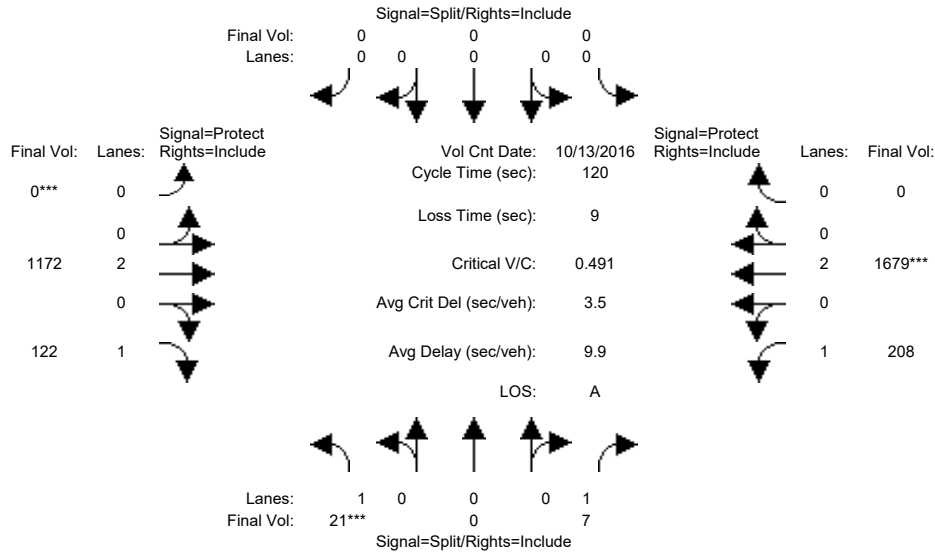 Signal=Split/Rights=Include
Final Vol: 0 0 0
Lanes: 0 0 0 0 0
Signal=Protect Signal=Protect
Final Vol: Lanes: Rights=Include Vol Cnt Date: 10/13/2016 Rights=Include Lanes: Final Vol:
Cycle Time (sec): 120
0*** 0 0 0
Loss Time (sec): 9
0 0
1172 2 Critical V/C: 0.491 2 1679***
0 Avg Crit Del (sec/veh): 3.5 0
122 1 Avg Delay (sec/veh): 9.9 1 208
LOS: A
Lanes: 1 0 0 0 1
Final Vol: 21*** 0 7
Signal=Split/Rights=Include